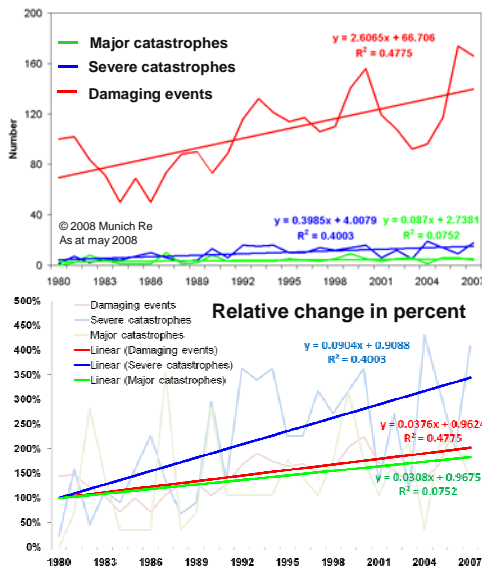 160
120
80
40
0
Number
Major catastrophes
Severe catastrophes
Damaging events
y = 2.6065x + 66.706
R² = 0.4775
y = 0.3985x + 4.0079
R² = 0.4003
y = 0.087x + 2.7381
R² = 0.0752
© 2008 Munich Re
As at may 2008
1980 1983 1986 1989 1992 1995 1998 2001 2004 2007
Relative change in percent
500%
450%
400%
350%
300%
250%
200%
150%
100%
50%
0%
Damaging events
Severe catastrophes
Major catastrophes
Linear (Damaging events)
Linear (Severe catastrophes)
Linear (Major catastrophes)
y = 0.0904x + 0.9088
R² = 0.4003
y = 0.0376x + 0.9624
R² = 0.4775
y = 0.0308x + 0.9675
R² = 0.0752
1980 1983 1986 1989 1992 1995 1998 2001 2004 2007